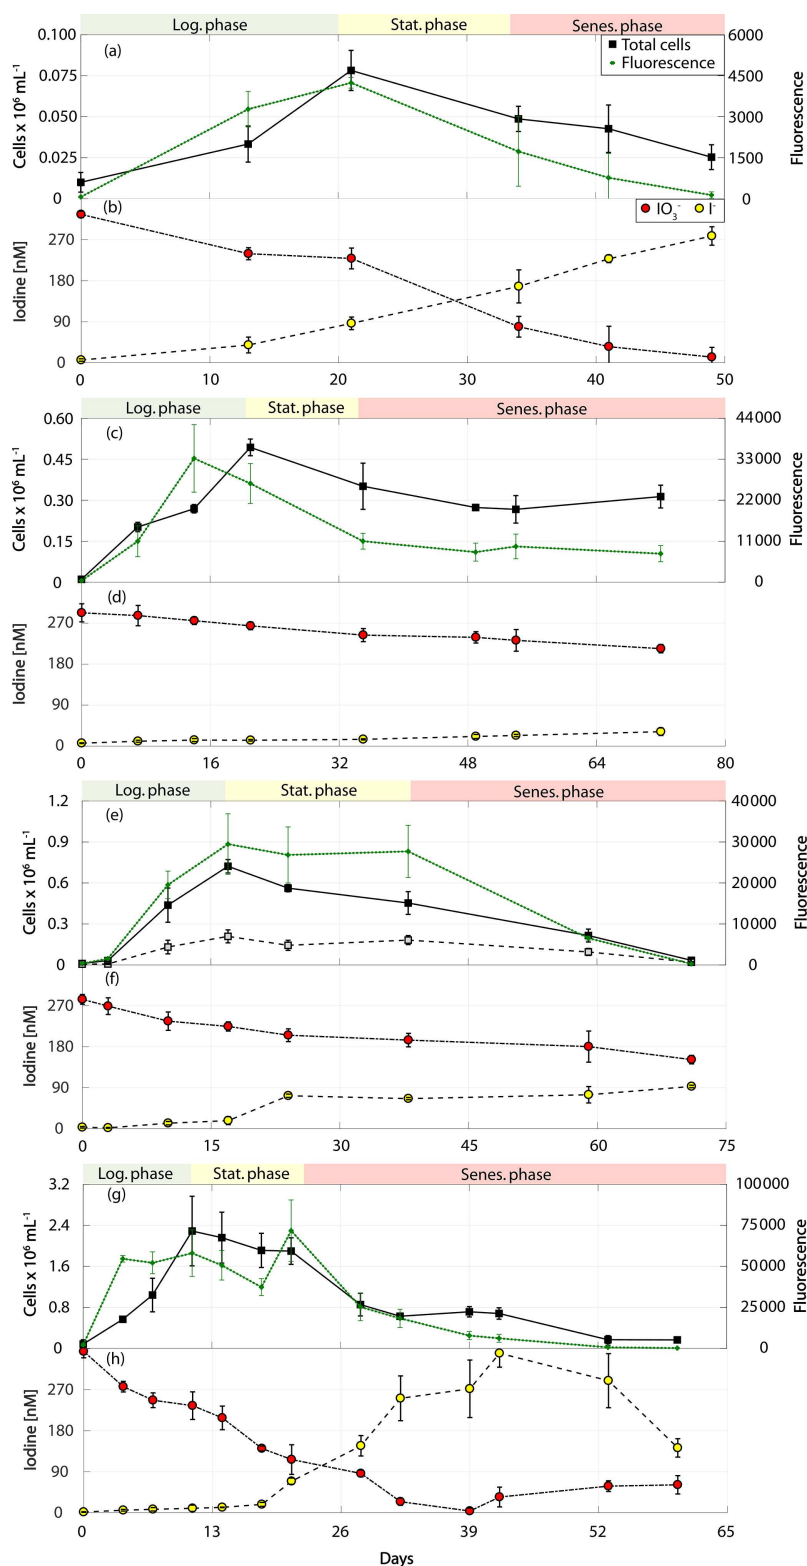 Log. phase Stat. phase Senes. phase
0.100 6000
(a) Total cells
Fluorescence
0.075 4500
0.050 3000
0.025 1500
0 0
Cells x 10⁶ mL⁻¹
Fluorescence
(b) IO₃⁻ I⁻
270
180
90
0
Iodine [nM]
0 10 20 30 40 50
Log. phase Stat. phase Senes. phase
0.60 44000
(c)
0.45 33000
0.30 22000
0.15 11000
0 0
Cells x 10⁶ mL⁻¹
Fluorescence
(d)
270
180
90
0
Iodine [nM]
0 16 32 48 64 80
Log. phase Stat. phase Senes. phase
1.2 40000
(e)
0.9 30000
0.6 20000
0.3 10000
0 0
Cells x 10⁶ mL⁻¹
Fluorescence
(f)
270
180
90
0
Iodine [nM]
0 15 30 45 60 75
Log. phase Stat. phase Senes. phase
3.2 100000
(g)
2.4 75000
1.6 50000
0.8 25000
0 0
Cells x 10⁶ mL⁻¹
Fluorescence
(h)
270
180
90
0
Iodine [nM]
0 13 26 39 52 65
Days